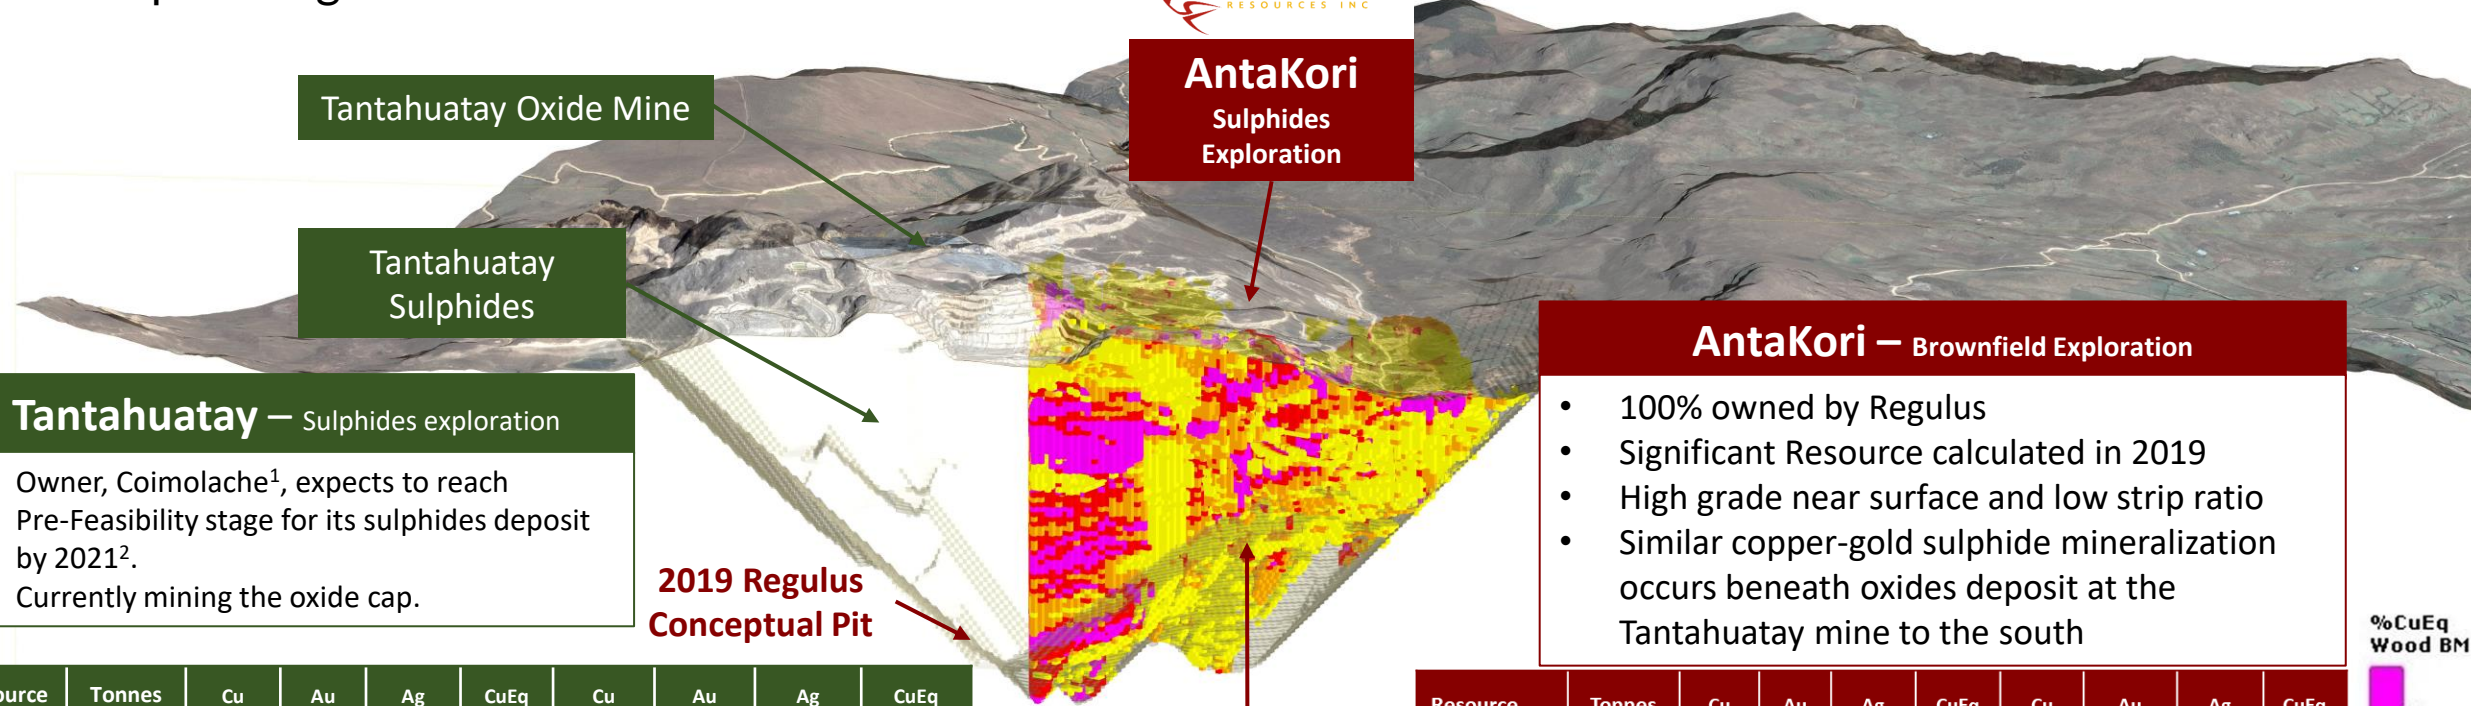 RESOURCES INC
Tantahuatay Oxide Mine
AntaKori
Sulphides
Exploration
Tantahuatay
Sulphides
AntaKori – Brownfield Exploration
• 100% owned by Regulus
• Significant Resource calculated in 2019
• High grade near surface and low strip ratio
• Similar copper-gold sulphide mineralization
occurs beneath oxides deposit at the
Tantahuatay mine to the south
Tantahuatay – Sulphides exploration
Owner, Coimolache¹, expects to reach
Pre-Feasibility stage for its sulphides deposit
by 2021².
Currently mining the oxide cap.
2019 Regulus
Conceptual Pit
%CuEq
Wood BM
Tonnes Cu Au Ag CuEq Cu Au Ag CuEq
Resource Tonnes Cu Au Ag CuEq Cu Au Ag CuEq